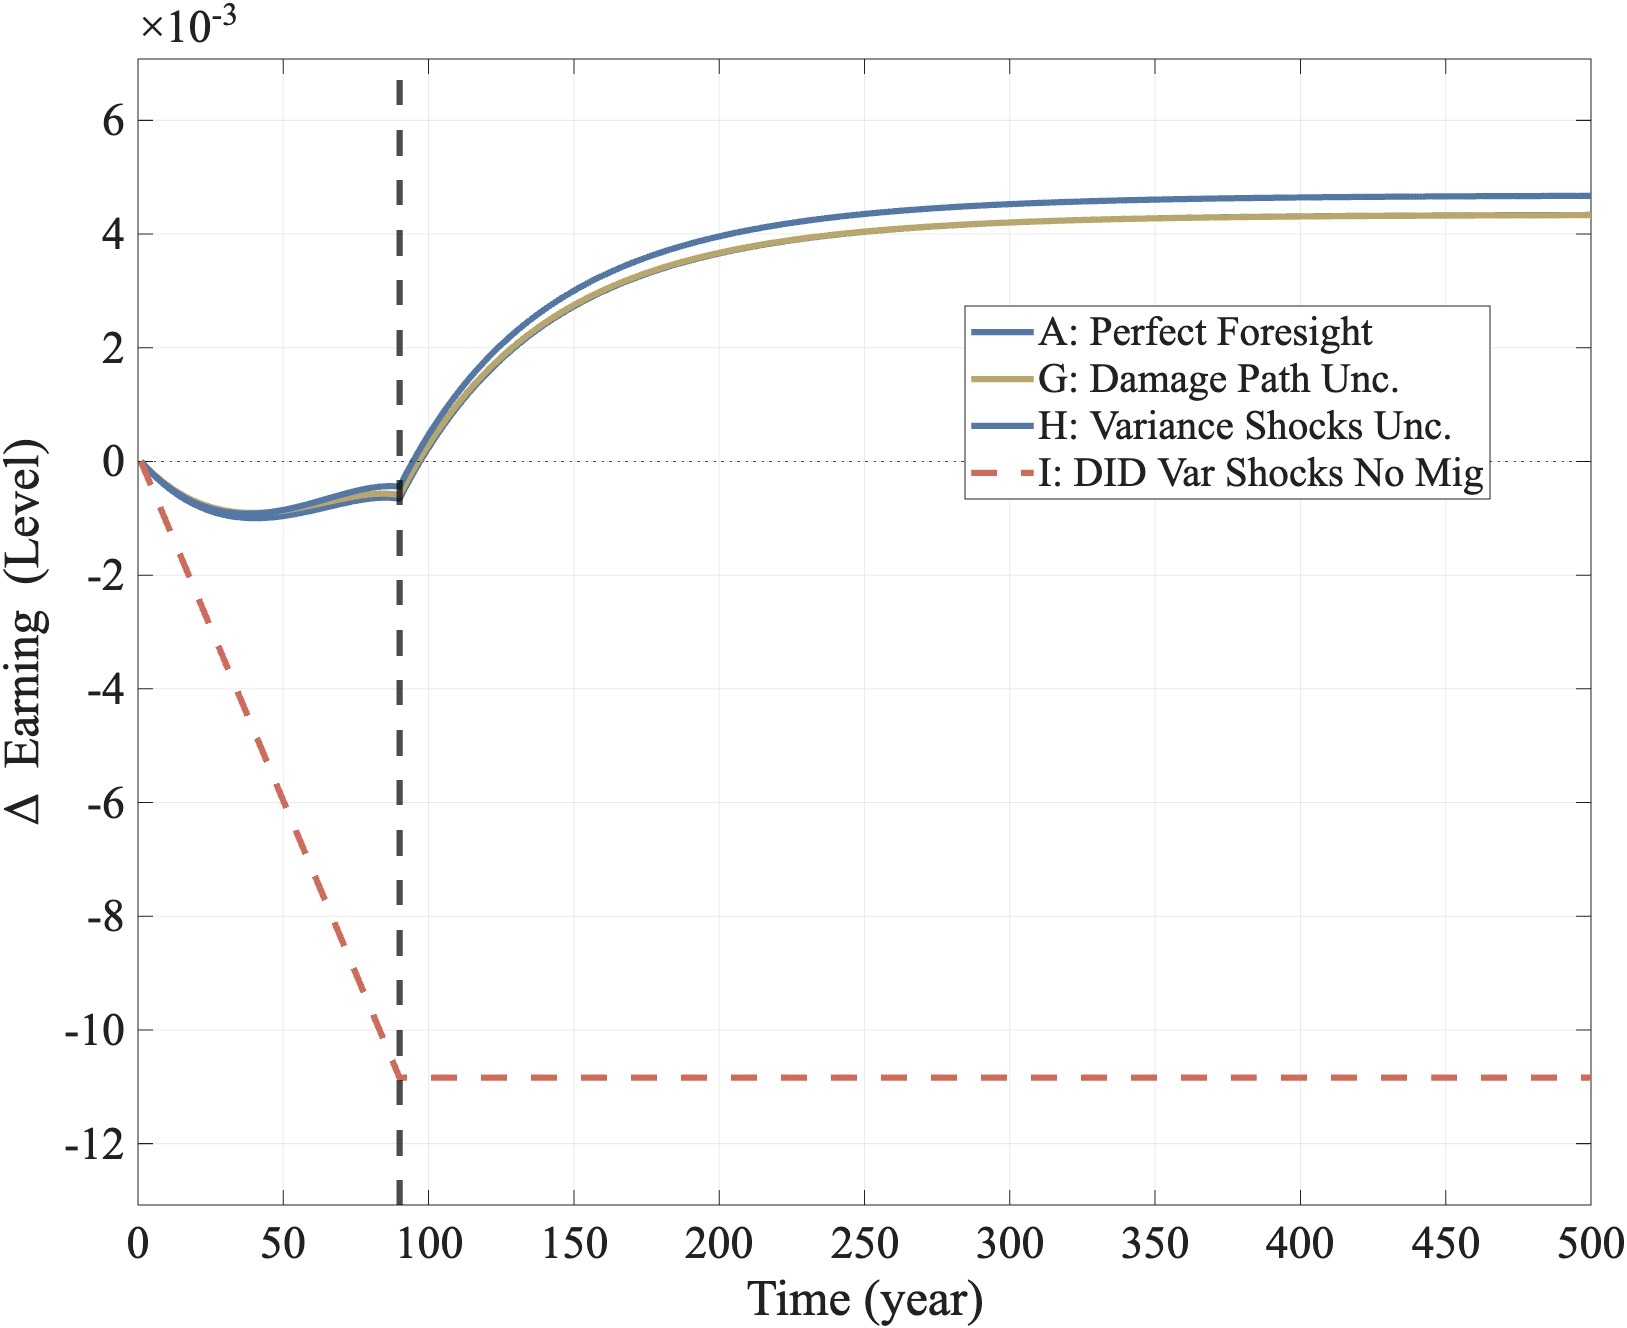 ×10-3
6
4
2
0
-2
-4
-6
-8
-10
-12
Δ Earning (Level)
A: Perfect Foresight
G: Damage Path Unc.
H: Variance Shocks Unc.
I: DID Var Shocks No Mig
0 50 100 150 200 250 300 350 400 450 500
Time (year)